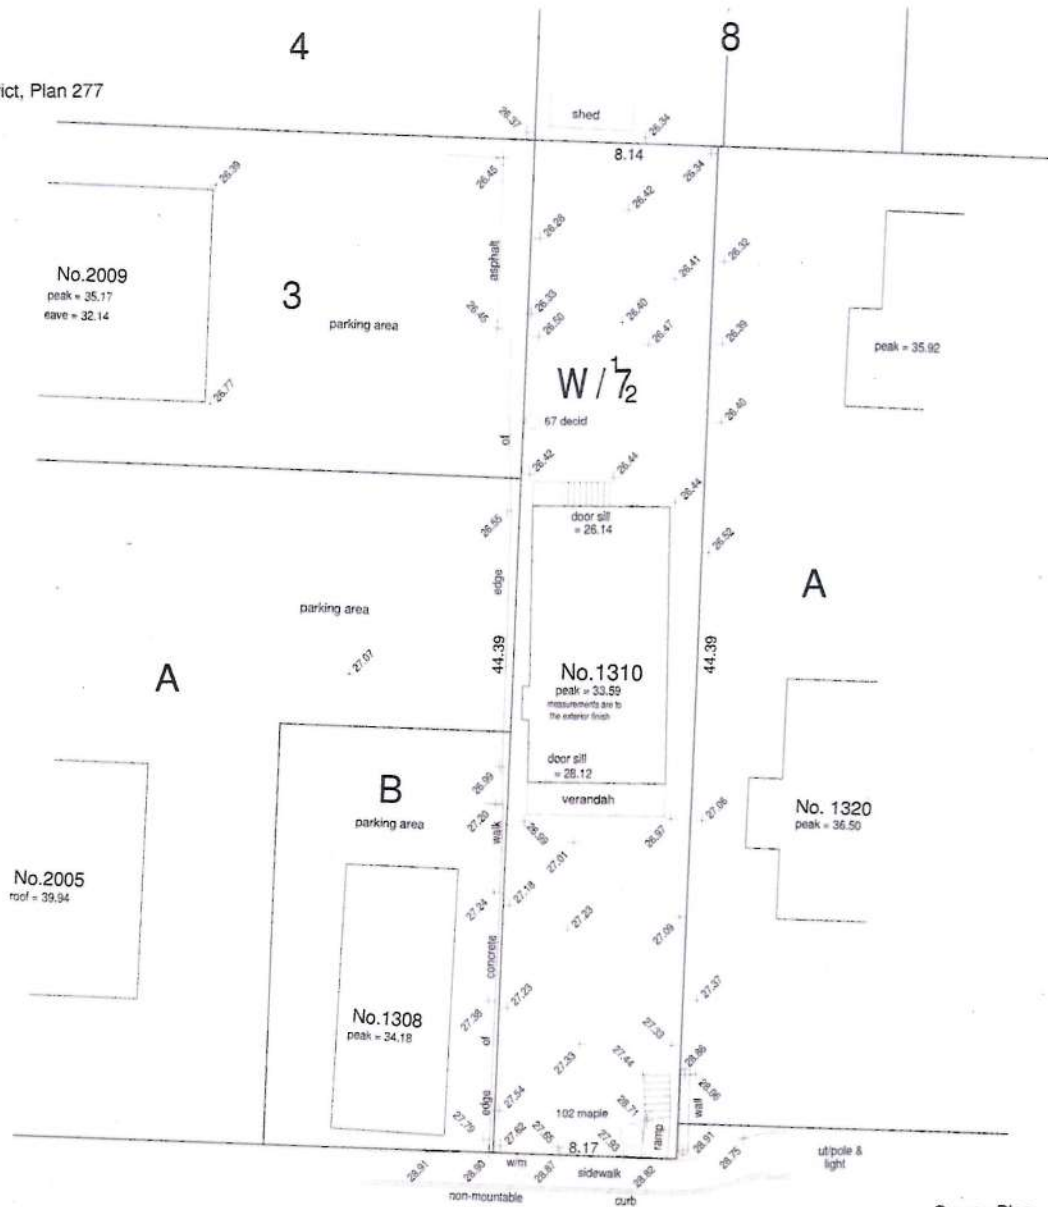 4
8
ict, Plan 277
26.37
shed
26.34
8.14
26.39
26.45
26.34
26.42
26.28
asphalt
26.32
26.41
No.2009
peak = 35.17
eave = 32.14
3
parking area
26.45
26.33
26.50
26.40
26.47
26.39
peak = 35.92
W / 1/2
7
26.77
67 decid
26.40
of
26.42
26.44
26.44
26.55
door sill
= 26.14
26.52
edge
parking area
A
27.07
A
44.39
44.39
No.1310
peak = 33.59
measurements are to
the exterior finish
door sill
= 28.12
verandah
26.99
B
parking area
27.20
walk
26.99
26.97
27.06
No. 1320
peak = 36.50
27.01
No.2005
roof = 39.94
27.24
27.18
27.23
27.09
concrete
27.37
27.23
No.1308
peak = 34.18
27.38
of
27.33
27.33
27.44
28.86
28.06
edge
27.54
102 maple
28.71
wall
27.79
27.62
27.65
8.17
27.93
ramp
28.91
28.75
ut/pole &
light
28.91
28.90
w/m
28.87
sidewalk
28.82
non-mountable
curb